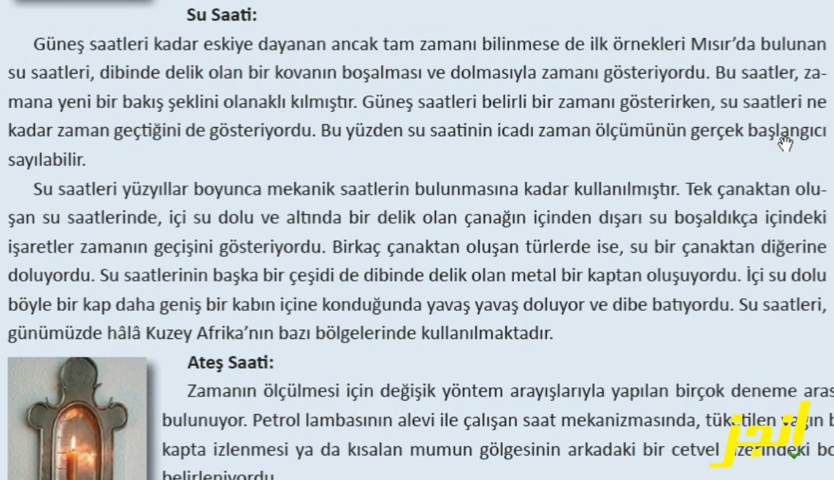 Su Saati:
Güneş saatleri kadar eskiye dayanan ancak tam zamanı bilinmese de ilk örnekleri Mısır’da bulunan
su saatleri, dibinde delik olan bir kovanın boşalması ve dolmasıyla zamanı gösteriyordu. Bu saatler, za-
mana yeni bir bakış şeklini olanaklı kılmıştır. Güneş saatleri belirli bir zamanı gösterirken, su saatleri ne
kadar zaman geçtiğini de gösteriyordu. Bu yüzden su saatinin icadı zaman ölçümünün gerçek başlangıcı
sayılabilir.
Su saatleri yüzyıllar boyunca mekanik saatlerin bulunmasına kadar kullanılmıştır. Tek çanaktan olu-
şan su saatlerinde, içi su dolu ve altında bir delik olan çanağın içinden dışarı su boşaldıkça içindeki
işaretler zamanın geçişini gösteriyordu. Birkaç çanaktan oluşan türlerde ise, su bir çanaktan diğerine
doluyordu. Su saatlerinin başka bir çeşidi de dibinde delik olan metal bir kaptan oluşuyordu. İçi su dolu
böyle bir kap daha geniş bir kabın içine konduğunda yavaş yavaş doluyor ve dibe batıyordu. Su saatleri,
günümüzde hâlâ Kuzey Afrika’nın bazı bölgelerinde kullanılmaktadır.
Ateş Saati:
Zamanın ölçülmesi için değişik yöntem arayışlarıyla yapılan birçok deneme aras
bulunuyor. Petrol lambasının alevi ile çalışan saat mekanizmasında, tüketilen yağın b
kapta izlenmesi ya da kısalan mumun gölgesinin arkadaki bir cetvel üzerindeki bo
belirleniyordu